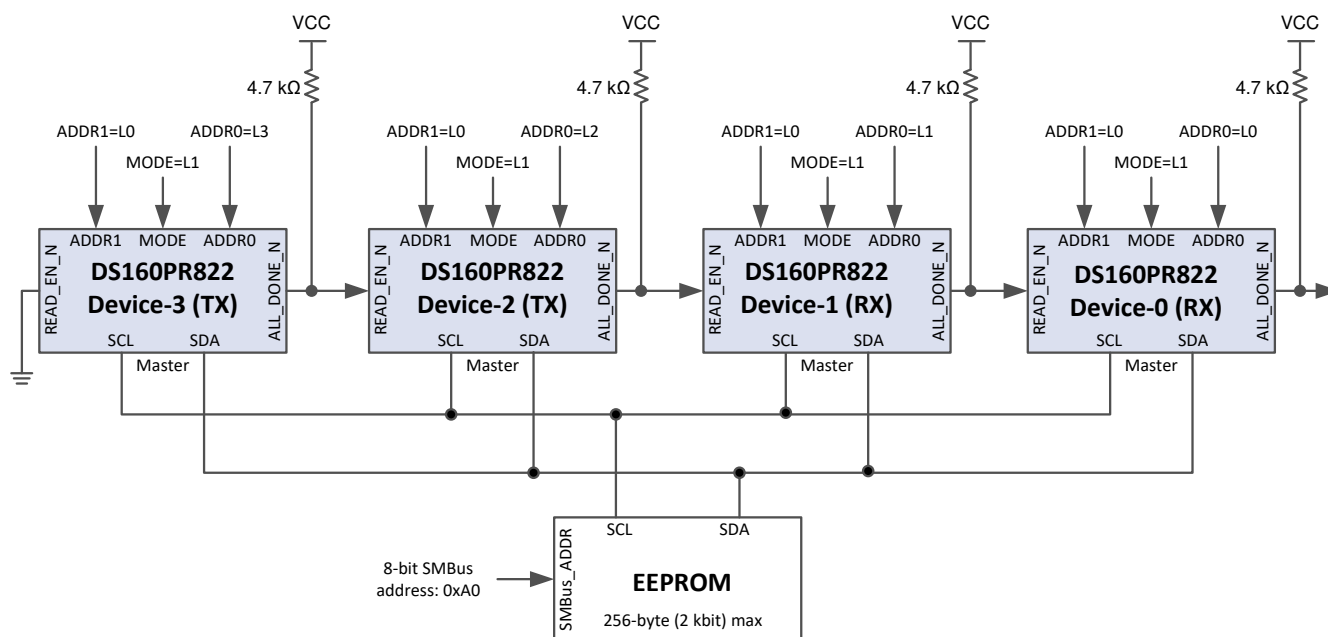 VCC
VCC
VCC
VCC
4.7 kΩ
4.7 kΩ
4.7 kΩ
4.7 kΩ
ADDR1=L0
ADDR0=L3
ADDR1=L0
ADDR0=L2
ADDR1=L0
ADDR0=L1
ADDR1=L0
ADDR0=L0
MODE=L1
MODE=L1
MODE=L1
MODE=L1
READ_EN_N
ADDR1
MODE
ADDR0
DS160PR822
Device-3 (TX)
ALL_DONE_N
SCL
SDA
Master
READ_EN_N
ADDR1
MODE
ADDR0
DS160PR822
Device-2 (TX)
ALL_DONE_N
SCL
SDA
Master
READ_EN_N
ADDR1
MODE
ADDR0
DS160PR822
Device-1 (RX)
ALL_DONE_N
SCL
SDA
Master
READ_EN_N
ADDR1
MODE
ADDR0
DS160PR822
Device-0 (RX)
ALL_DONE_N
SCL
SDA
Master
8-bit SMBus
address: 0xA0
SMBus_ADDR
SCL
SDA
EEPROM
256-byte (2 kbit) max